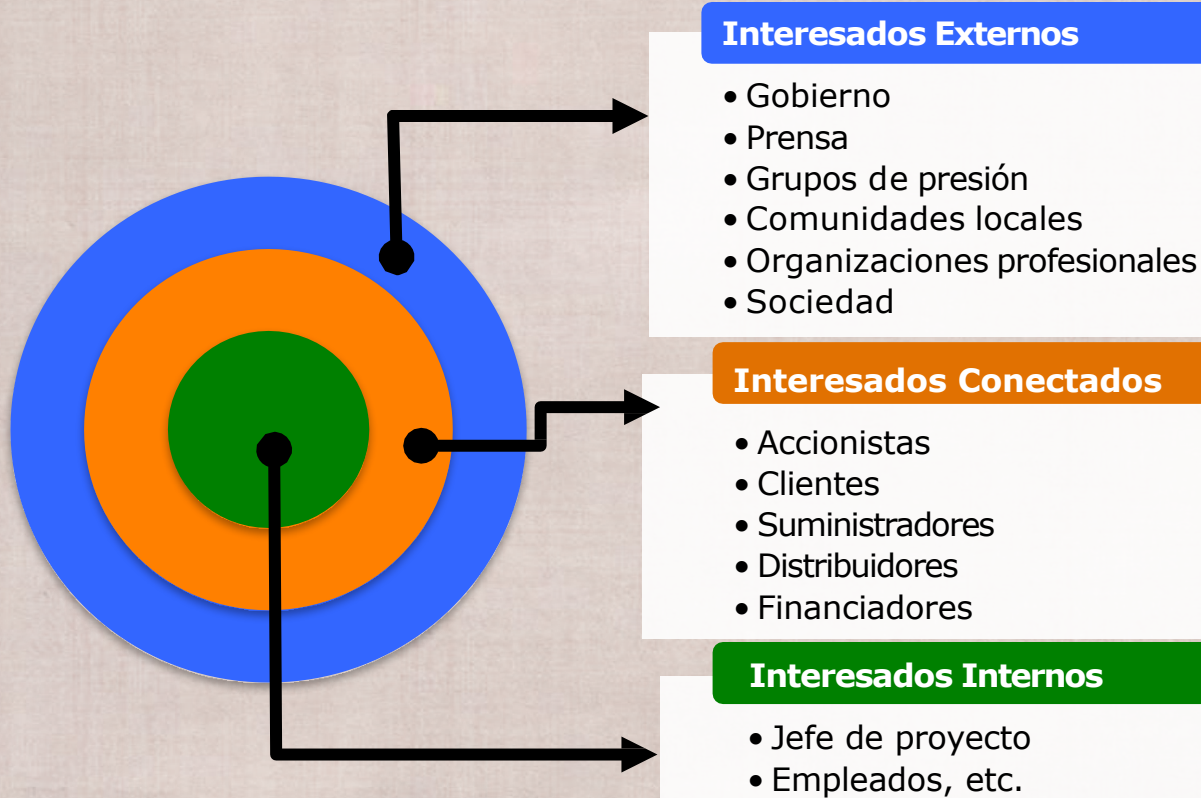 Interesados Externos
• Gobierno
• Prensa
• Grupos de presión
• Comunidades locales
• Organizaciones profesionales
• Sociedad
Interesados Conectados
• Accionistas
• Clientes
• Suministradores
• Distribuidores
• Financiadores
Interesados Internos
• Jefe de proyecto
• Empleados, etc.